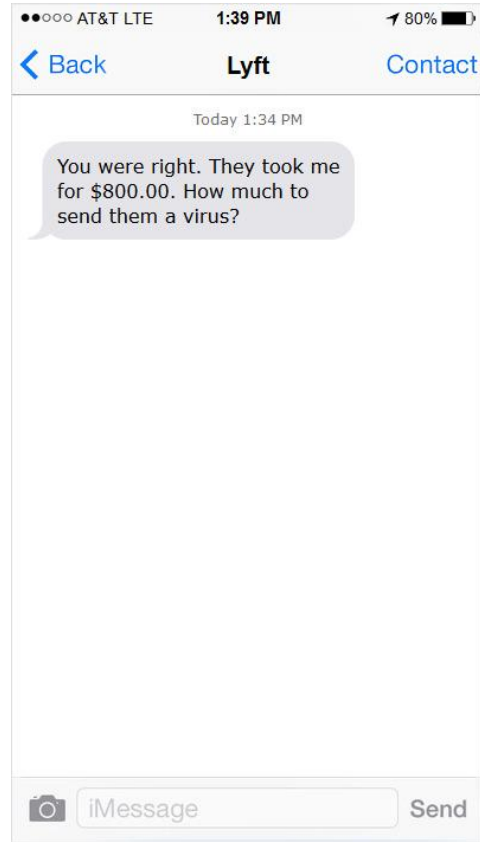 AT&T LTE 1:39 PM 80%
Back Lyft Contact
Today 1:34 PM
You were right. They took me
for $800.00. How much to
send them a virus?
iMessage Send